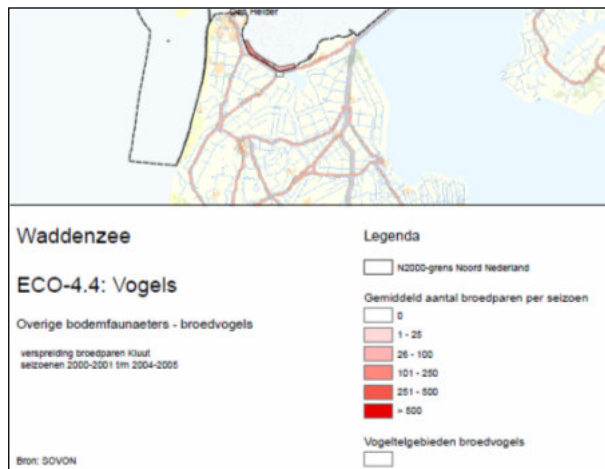 Den Helder
Waddenzee
ECO-4.4: Vogels
Overige bodemfaunaeters - broedvogels
verspreiding broedparen Kluut
seizoenen 2000-2001 t/m 2004-2005
Bron: SOVON
Legenda
N2000-grens Noord Nederland
Gemiddeld aantal broedparen per seizoen
0
1 - 25
26 - 100
101 - 250
251 - 500
> 500
Vogeltelgebieden broedvogels